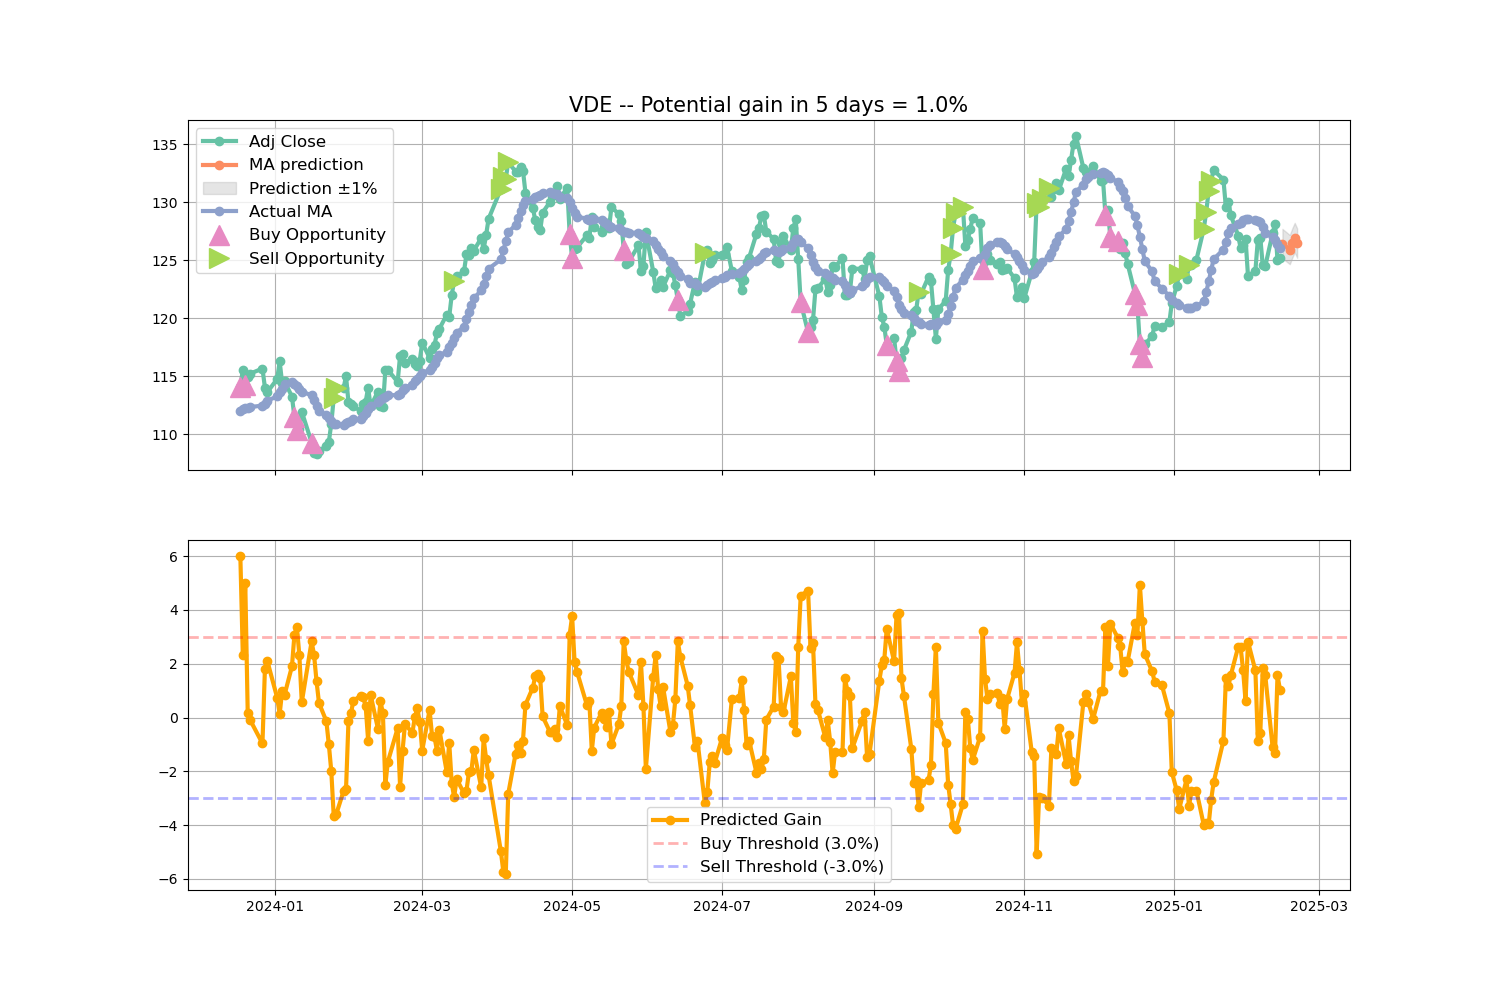 VDE -- Potential gain in 5 days = 1.0%
Adj Close
MA prediction
Prediction ±1%
Actual MA
Buy Opportunity
Sell Opportunity
135
130
125
120
115
110
6
4
2
0
−2
−4
−6
Predicted Gain
Buy Threshold (3.0%)
Sell Threshold (-3.0%)
2024-01 2024-03 2024-05 2024-07 2024-09 2024-11 2025-01 2025-03